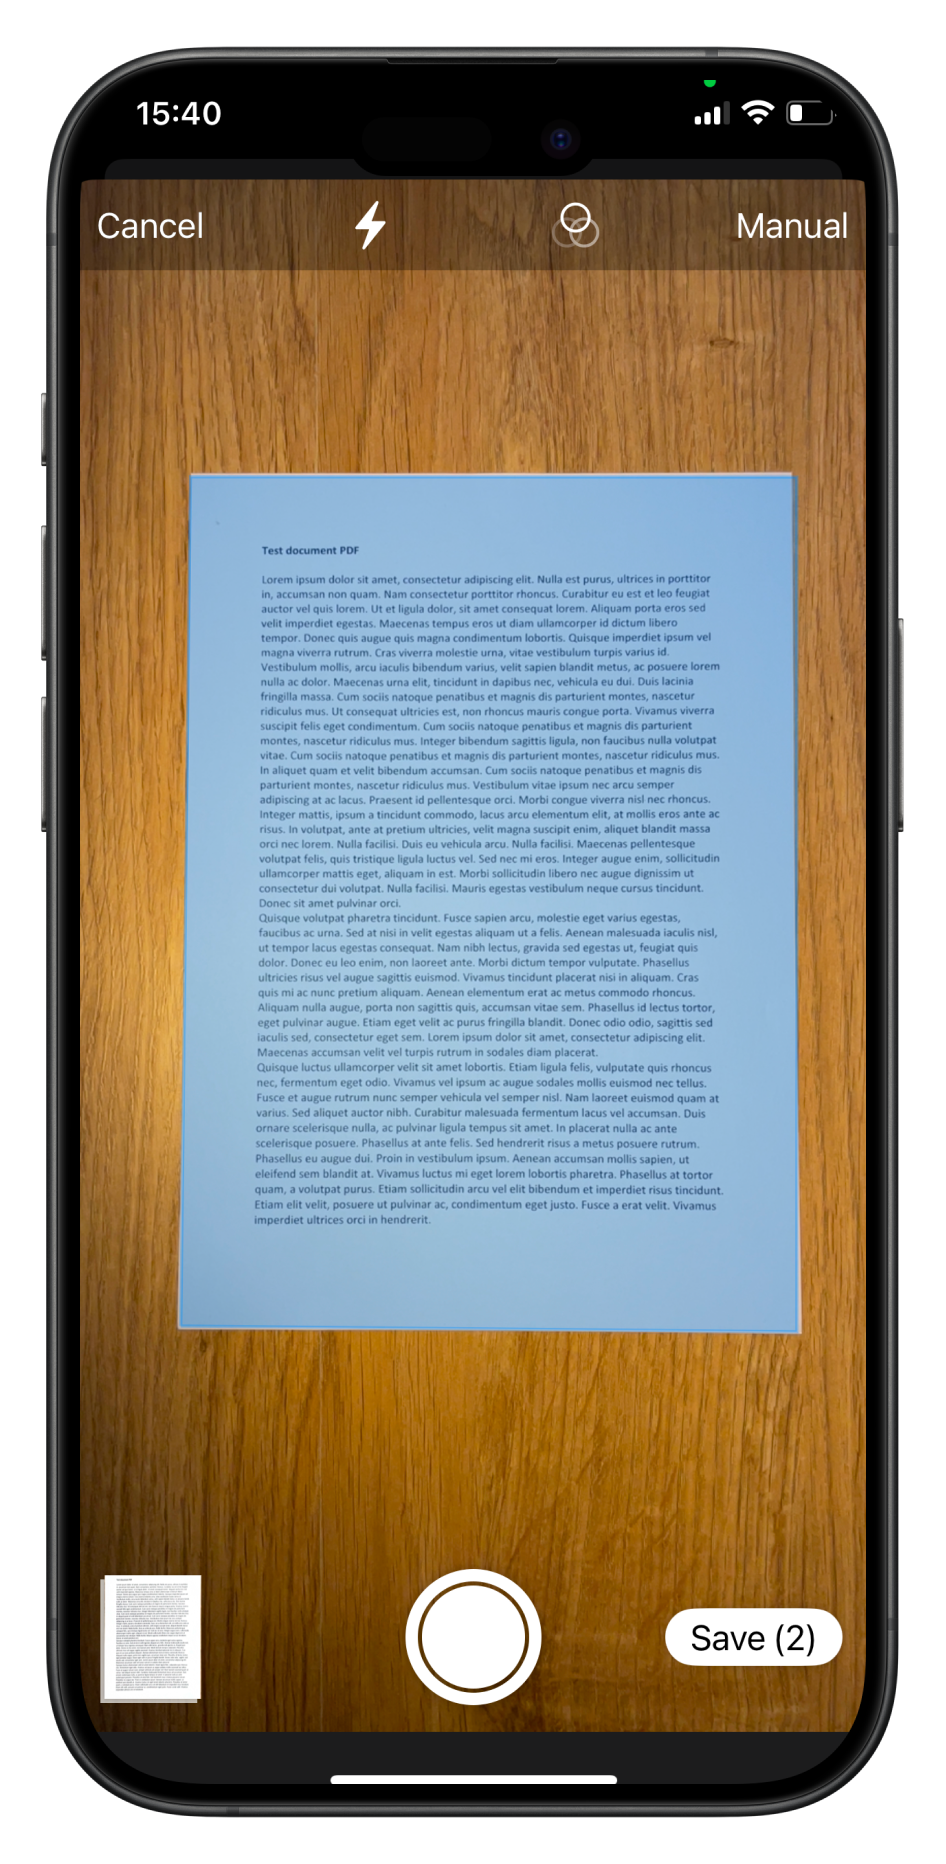 15:40
Cancel
Manual
Test document PDF
Lorem ipsum dolor sit amet, consectetur adipiscing elit. Nulla est purus, ultrices in porttitor
in, accumsan non quam. Nam consectetur porttitor rhoncus. Curabitur eu est et leo feugiat
auctor vel quis lorem. Ut et ligula dolor, sit amet consequat lorem. Aliquam porta eros sed
velit imperdiet egestas. Maecenas tempus eros ut diam ullamcorper id dictum libero
tempor. Donec quis augue quis magna condimentum lobortis. Quisque imperdiet ipsum vel
magna viverra rutrum. Cras viverra molestie urna, vitae vestibulum turpis varius id.
Vestibulum mollis, arcu iaculis bibendum varius, velit sapien blandit metus, ac posuere lorem
nulla ac dolor. Maecenas urna elit, tincidunt in dapibus nec, vehicula eu dui. Duis lacinia
fringilla massa. Cum sociis natoque penatibus et magnis dis parturient montes, nascetur
ridiculus mus. Ut consequat ultricies est, non rhoncus mauris congue porta. Vivamus viverra
suscipit felis eget condimentum. Cum sociis natoque penatibus et magnis dis parturient
montes, nascetur ridiculus mus. Integer bibendum sagittis ligula, non faucibus nulla volutpat
vitae. Cum sociis natoque penatibus et magnis dis parturient montes, nascetur ridiculus mus.
In aliquet quam et velit bibendum accumsan. Cum sociis natoque penatibus et magnis dis
parturient montes, nascetur ridiculus mus. Vestibulum vitae ipsum nec arcu semper
adipiscing at ac lacus. Praesent id pellentesque orci. Morbi congue viverra nisl nec rhoncus.
Integer mattis, ipsum a tincidunt commodo, lacus arcu elementum elit, at mollis eros ante ac
risus. In volutpat, ante at pretium ultricies, velit magna suscipit enim, aliquet blandit massa
orci nec lorem. Nulla facilisi. Duis eu vehicula arcu. Nulla facilisi. Maecenas pellentesque
volutpat felis, quis tristique ligula luctus vel. Sed nec mi eros. Integer augue enim, sollicitudin
ullamcorper mattis eget, aliquam in est. Morbi sollicitudin libero nec augue dignissim ut
consectetur dui volutpat. Nulla facilisi. Mauris egestas vestibulum neque cursus tincidunt.
Donec sit amet pulvinar orci.
Quisque volutpat pharetra tincidunt. Fusce sapien arcu, molestie eget varius egestas,
faucibus ac urna. Sed at nisi in velit egestas aliquam ut a felis. Aenean malesuada iaculis nisl,
ut tempor lacus egestas consequat. Nam nibh lectus, gravida sed egestas ut, feugiat quis
dolor. Donec eu leo enim, non laoreet ante. Morbi dictum tempor vulputate. Phasellus
ultricies risus vel augue sagittis euismod. Vivamus tincidunt placerat nisi in aliquam. Cras
quis mi ac nunc pretium aliquam. Aenean elementum erat ac metus commodo rhoncus.
Aliquam nulla augue, porta non sagittis quis, accumsan vitae sem. Phasellus id lectus tortor,
eget pulvinar augue. Etiam eget velit ac purus fringilla blandit. Donec odio odio, sagittis sed
iaculis sed, consectetur eget sem. Lorem ipsum dolor sit amet, consectetur adipiscing elit.
Maecenas accumsan velit vel turpis rutrum in sodales diam placerat.
Quisque luctus ullamcorper velit sit amet lobortis. Etiam ligula felis, vulputate quis rhoncus
nec, fermentum eget odio. Vivamus vel ipsum ac augue sodales mollis euismod nec tellus.
Fusce et augue rutrum nunc semper vehicula vel semper nisl. Nam laoreet euismod quam at
varius. Sed aliquet auctor nibh. Curabitur malesuada fermentum lacus vel accumsan. Duis
ornare scelerisque nulla, ac pulvinar ligula tempus sit amet. In placerat nulla ac ante
scelerisque posuere. Phasellus at ante felis. Sed hendrerit risus a metus posuere rutrum.
Phasellus eu augue dui. Proin in vestibulum ipsum. Aenean accumsan mollis sapien, ut
eleifend sem blandit at. Vivamus luctus mi eget lorem lobortis pharetra. Phasellus at tortor
quam, a volutpat purus. Etiam sollicitudin arcu vel elit bibendum et imperdiet risus tincidunt.
Etiam elit velit, posuere ut pulvinar ac, condimentum eget justo. Fusce a erat velit. Vivamus
imperdiet ultrices orci in hendrerit.
Save (2)